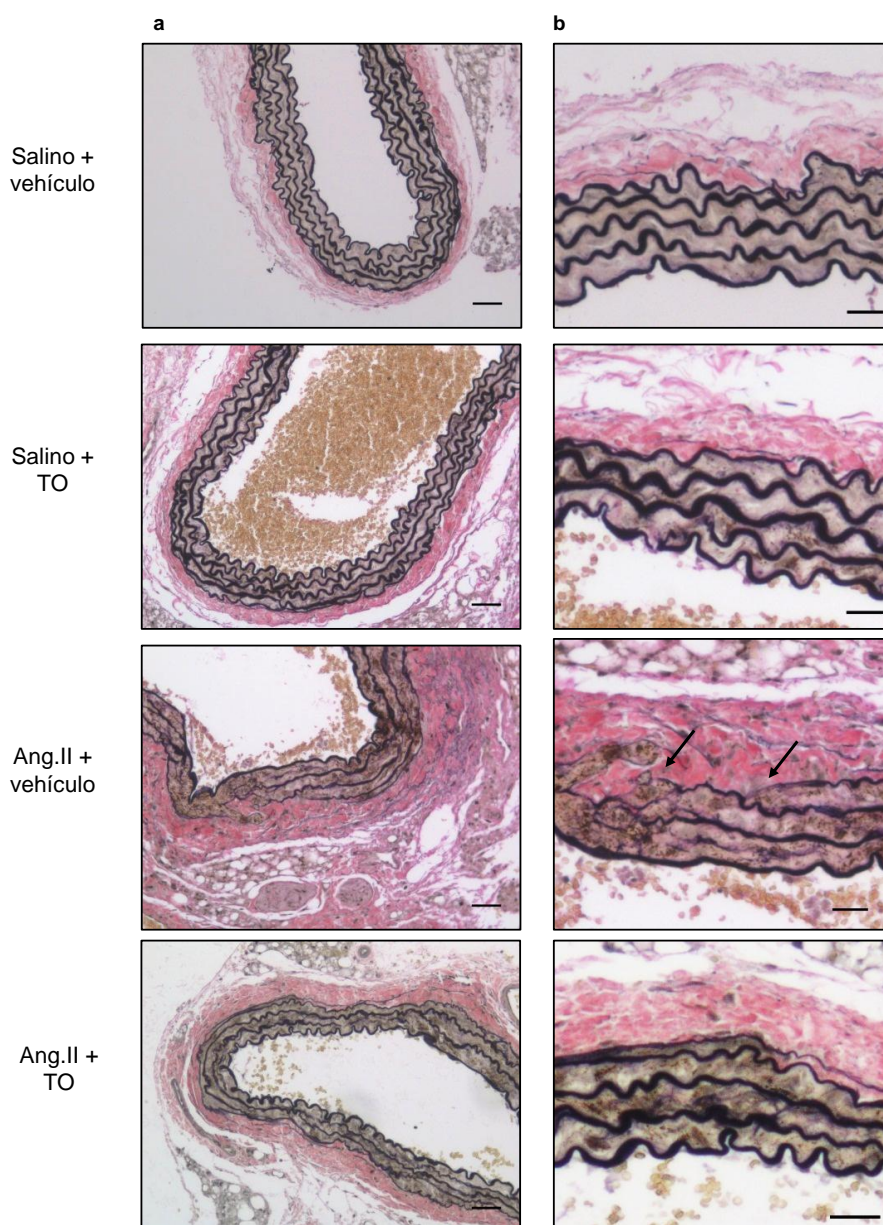 a b
Salino +
vehículo
Salino +
TO
Ang.II +
vehículo
Ang.II +
TO